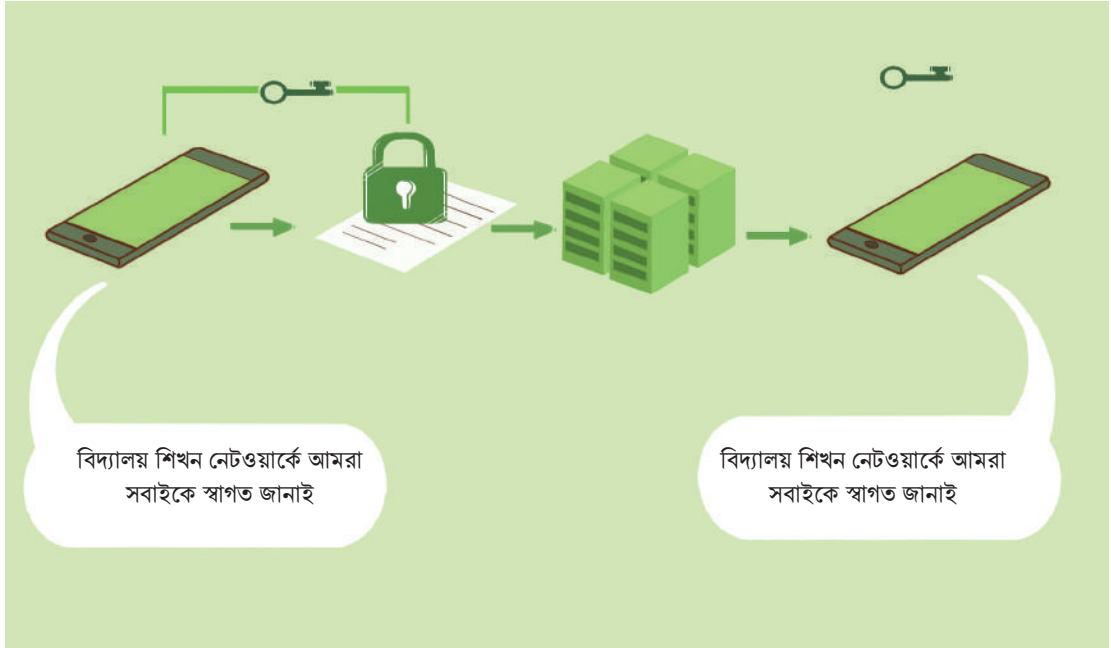 বিদ্যালয় শিখন নেটওয়ার্কে আমরা
সবাইকে স্বাগত জানাই
বিদ্যালয় শিখন নেটওয়ার্কে আমরা
সবাইকে স্বাগত জানাই